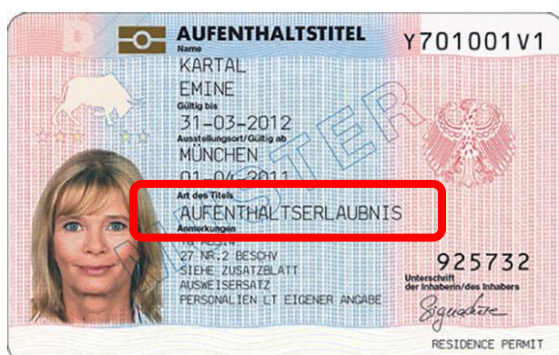 D
AUFENTHALTSTITEL
Y701001V1
Name
KARTAL
EMINE
Gültig bis
31-03-2012
Ausstellungsort/Gültig ab
MÜNCHEN
01-04-2011
Art des Titels
AUFENTHALTSERLAUBNIS
Anmerkungen
27 NR.2 BESCHV
SIEHE ZUSATZBLATT
AUSWEISERSATZ
PERSONALIEN LT EIGENER ANGABE
925732
Unterschrift
der Inhaberin/des Inhabers
Signature
RESIDENCE PERMIT
MUSTER